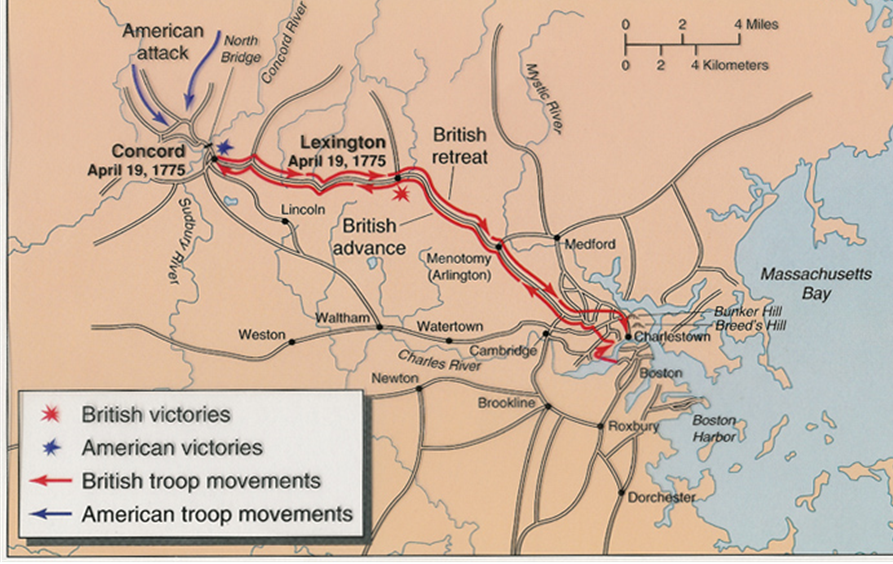 American
attack
North
Bridge
Concord River
Mystic River
0 2 4 Miles
0 2 4 Kilometers
Concord
April 19, 1775
Lexington
April 19, 1775
British
retreat
British
advance
Lincoln
Sudbury River
Menotomy
(Arlington)
Medford
Massachusetts
Bay
Bunker Hill
Breed's Hill
Charlestown
Weston
Waltham
Watertown
Cambridge
Charles River
Boston
Newton
Brookline
Roxbury
Boston
Harbor
Dorchester
British victories
American victories
British troop movements
American troop movements